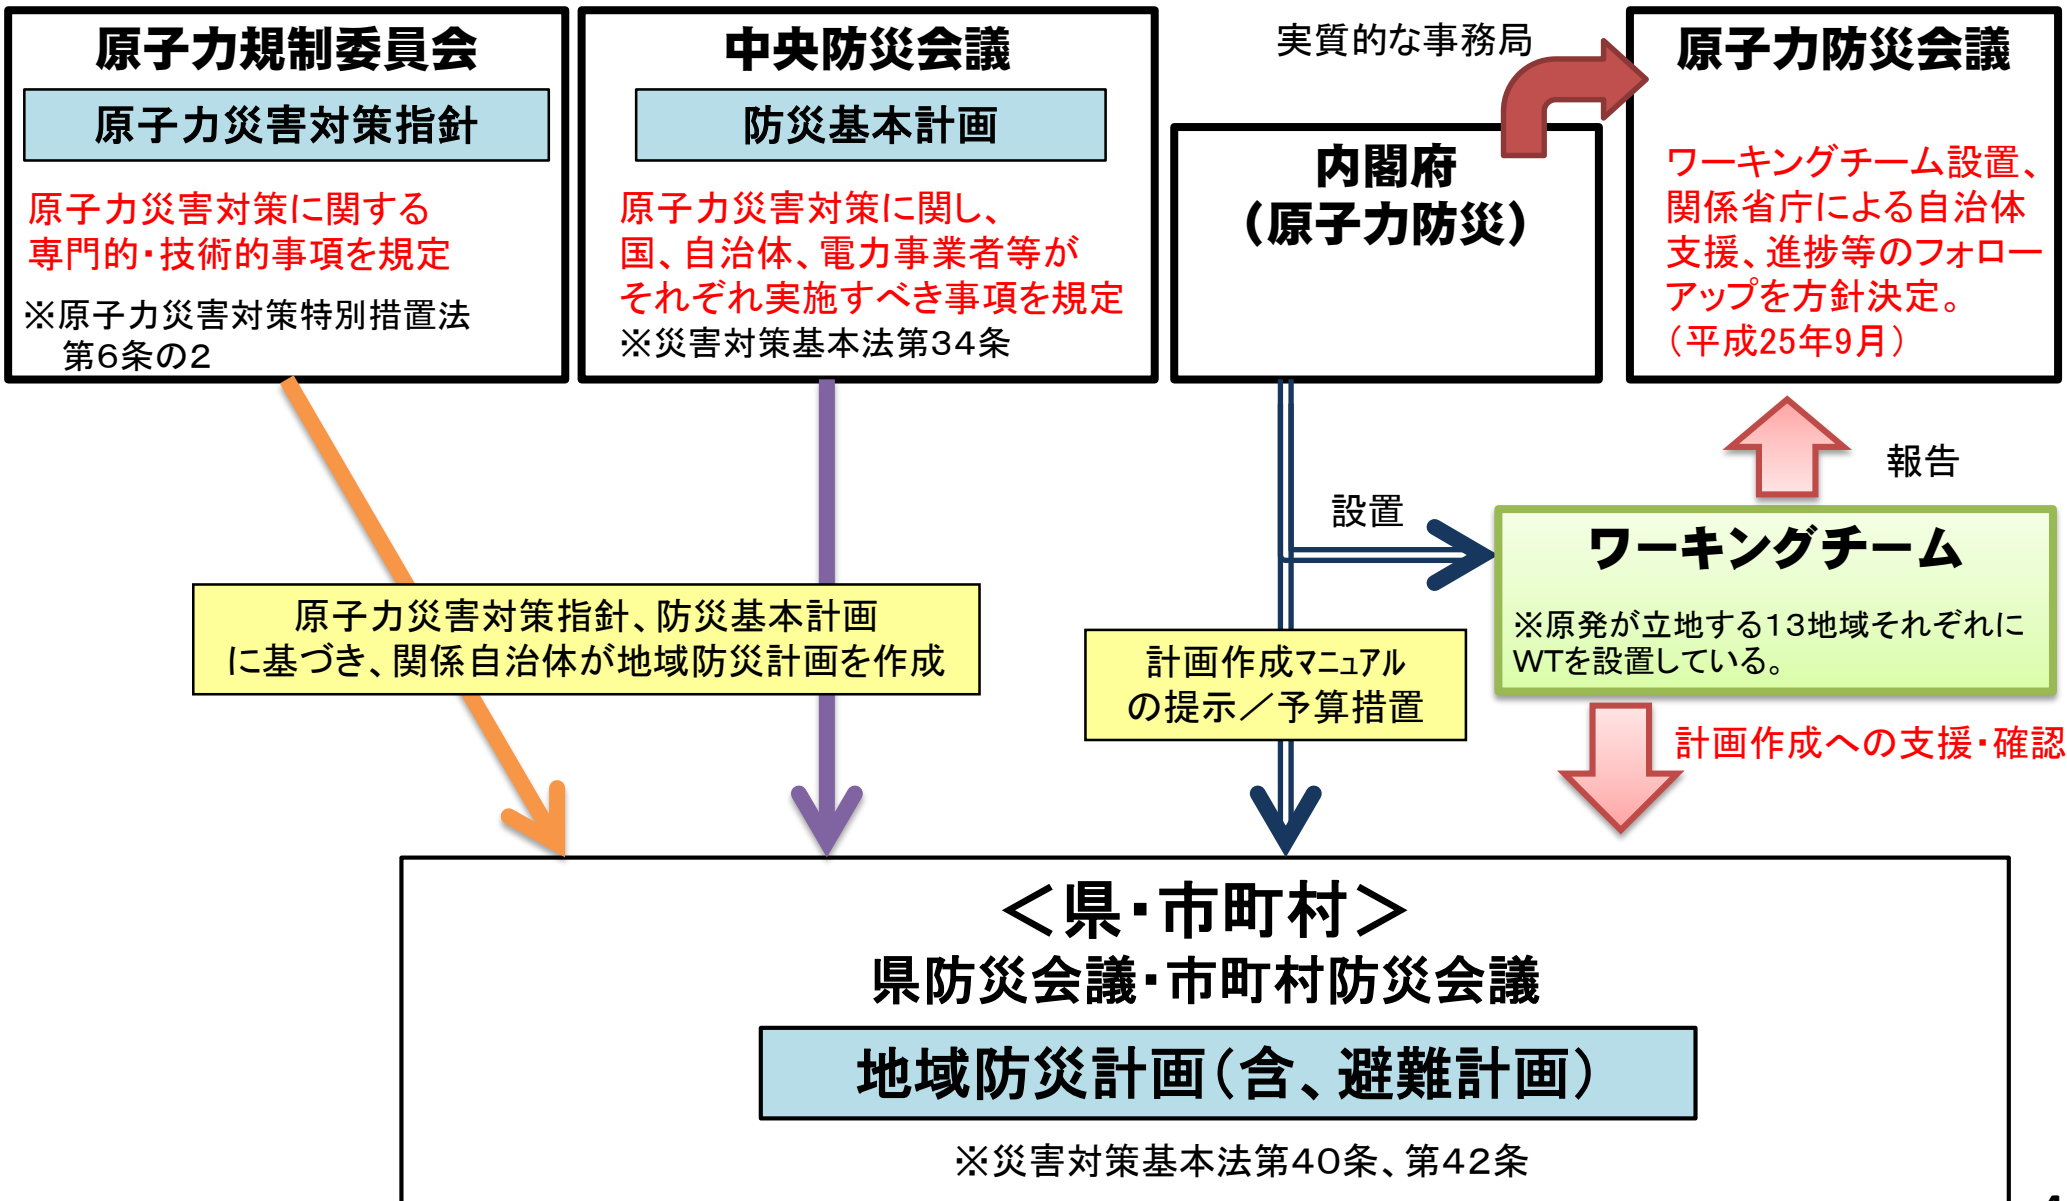 原子力規制委員会
原子力災害対策指針
原子力災害対策に関する
専門的・技術的事項を規定
※原子力災害対策特別措置法
第6条の2
中央防災会議
防災基本計画
原子力災害対策に関し、
国、自治体、電力事業者等が
それぞれ実施すべき事項を規定
※災害対策基本法第34条
実質的な事務局
内閣府
（原子力防災）
原子力防災会議
ワーキングチーム設置、
関係省庁による自治体
支援、進捗等のフォロー
アップを方針決定。
（平成25年9月）
報告
設置
ワーキングチーム
※原発が立地する13地域それぞれに
WTを設置している。
原子力災害対策指針、防災基本計画
に基づき、関係自治体が地域防災計画を作成
計画作成マニュアル
の提示／予算措置
計画作成への支援・確認
＜県・市町村＞
県防災会議・市町村防災会議
地域防災計画（含、避難計画）
※災害対策基本法第40条、第42条